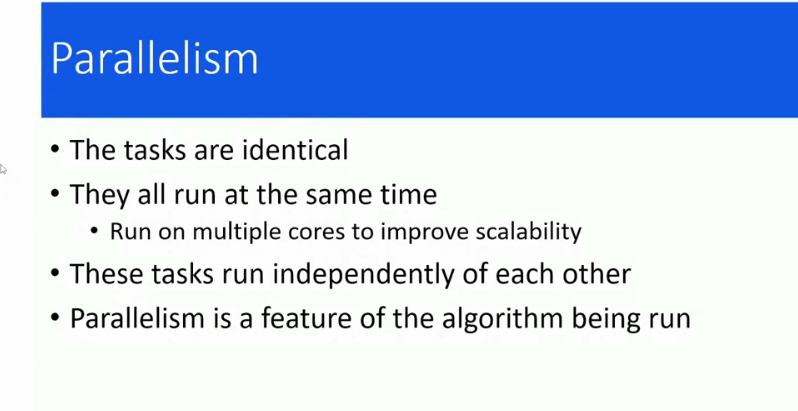 Parallelism
• The tasks are identical
• They all run at the same time
• Run on multiple cores to improve scalability
• These tasks run independently of each other
• Parallelism is a feature of the algorithm being run